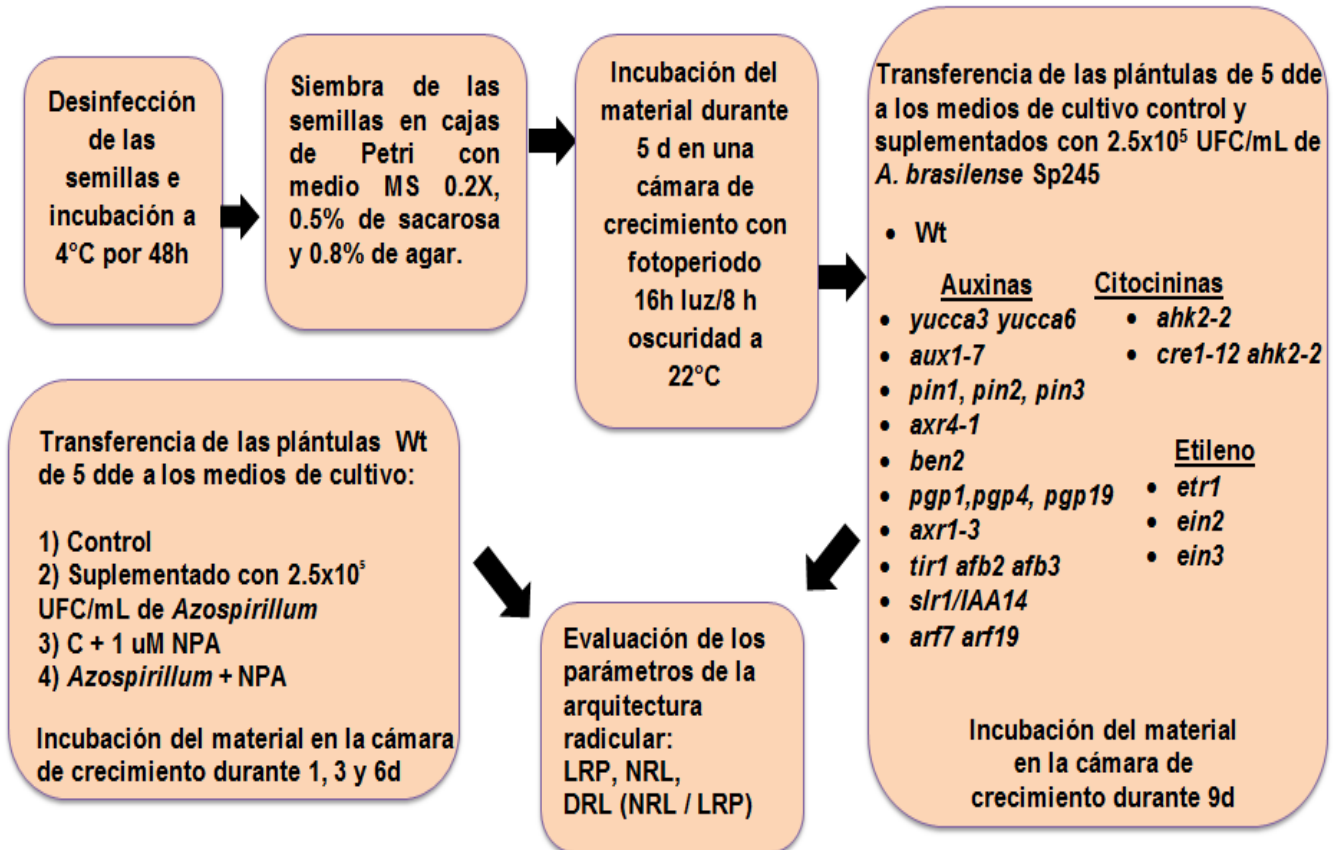 Desinfección
de las
semillas e
incubación a
4°C por 48h
Siembra de las
semillas en cajas
de Petri con
medio MS 0.2X,
0.5% de sacarosa
y 0.8% de agar.
Incubación del
material durante
5 d en una
cámara de
crecimiento con
fotoperiodo
16h luz/8 h
oscuridad a
22°C
Transferencia de las plántulas de 5 dde
a los medios de cultivo control y
suplementados con 2.5x10⁵ UFC/mL de
A. brasilense Sp245
• Wt
Auxinas
• yucca3 yucca6
• aux1-7
• pin1, pin2, pin3
• axr4-1
• ben2
• pgp1,pgp4, pgp19
• axr1-3
• tir1 afb2 afb3
• slr1/IAA14
• arf7 arf19
Citocininas
• ahk2-2
• cre1-12 ahk2-2
Etileno
• etr1
• ein2
• ein3
Incubación del material
en la cámara de
crecimiento durante 9d
Transferencia de las plántulas Wt
de 5 dde a los medios de cultivo:
1) Control
2) Suplementado con 2.5x10⁵
UFC/mL de Azospirillum
3) C + 1 uM NPA
4) Azospirillum + NPA
Incubación del material en la cámara
de crecimiento durante 1, 3 y 6d
Evaluación de los
parámetros de la
arquitectura
radicular:
LRP, NRL,
DRL (NRL / LRP)